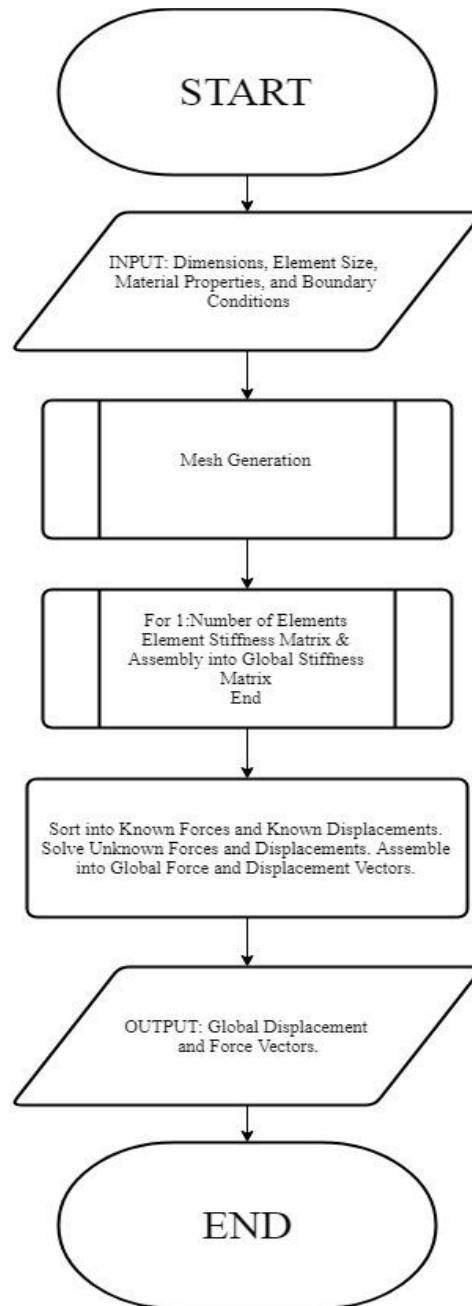 START
INPUT: Dimensions, Element Size,
Material Properties, and Boundary
Conditions
Mesh Generation
For 1:Number of Elements
Element Stiffness Matrix &
Assembly into Global Stiffness
Matrix
End
Sort into Known Forces and Known Displacements.
Solve Unknown Forces and Displacements. Assemble
into Global Force and Displacement Vectors.
OUTPUT: Global Displacement
and Force Vectors.
END